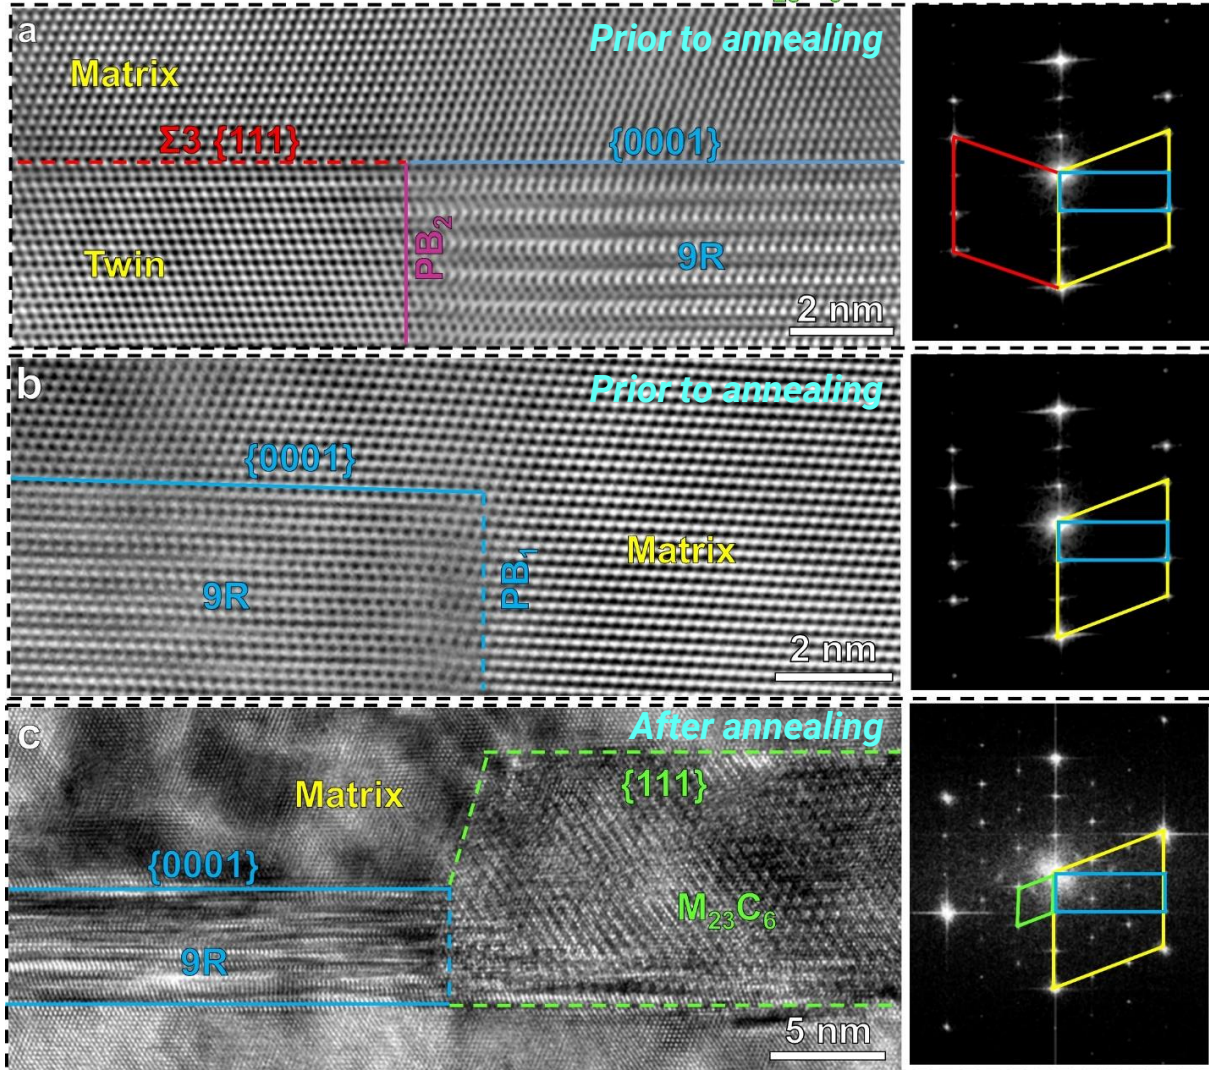 a
Prior to annealing
Matrix
Σ3 {111}
{0001}
PB₂
Twin
9R
2 nm
b
Prior to annealing
{0001}
PB₁
Matrix
9R
2 nm
c
After annealing
Matrix
{111}
{0001}
M₂₃C₆
9R
5 nm